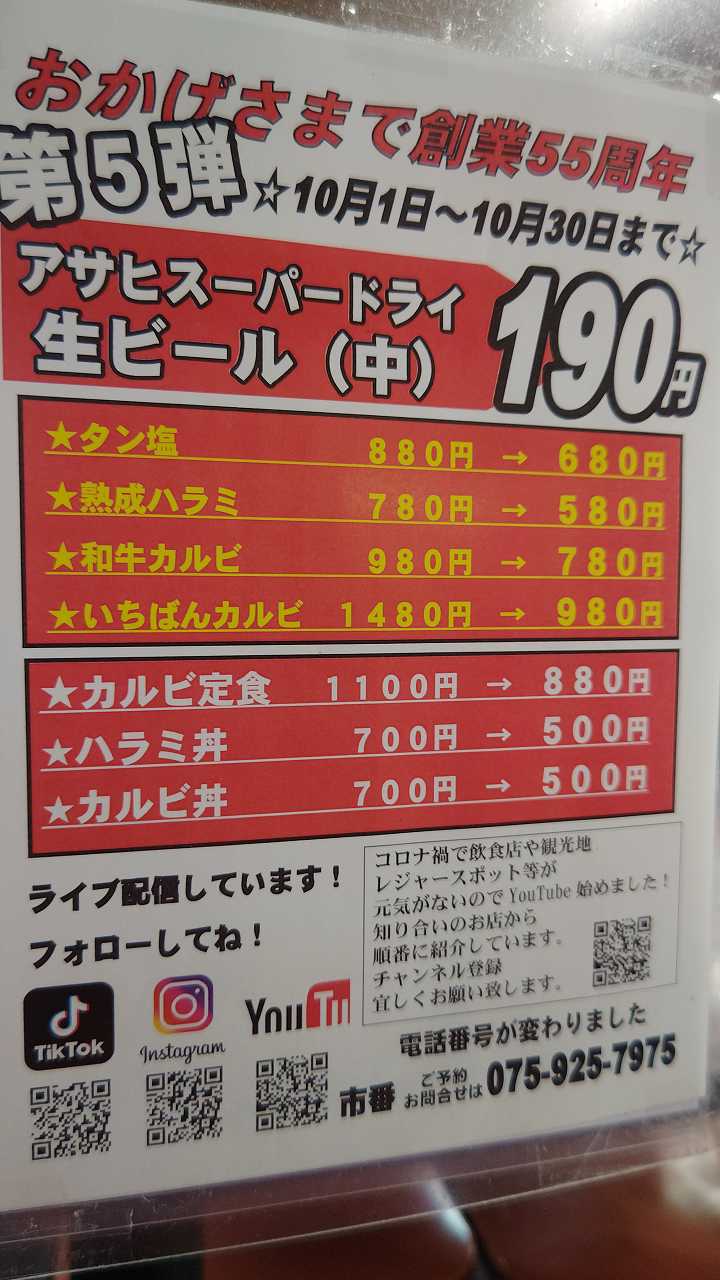 おかげさまで創業55周年
第5弾 ☆10月1日～10月30日まで☆
アサヒスーパードライ
生ビール（中） 190円
★タン塩 880円 → 680円
★熟成ハラミ 780円 → 580円
★和牛カルビ 980円 → 780円
★いちばんカルビ 1480円 → 980円
★カルビ定食 1100円 → 880円
★ハラミ丼 700円 → 500円
★カルビ丼 700円 → 500円
ライブ配信しています！
フォローしてね！
コロナ禍で飲食店や観光地
レジャースポット等が
元気がないのでYouTube始めました！
知り合いのお店から
順番に紹介しています。
チャンネル登録
宜しくお願い致します。
TikTok
Instagram
YouTu
電話番号が変わりました
市番 ご予約
お問合せは 075-925-7975